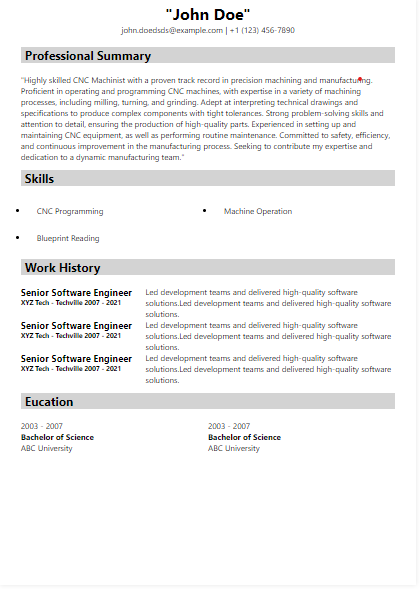 "John Doe"
john.doedsds@example.com | +1 (123) 456-7890
Professional Summary
"Highly skilled CNC Machinist with a proven track record in precision machining and manufacturing.
Proficient in operating and programming CNC machines, with expertise in a variety of machining
processes, including milling, turning, and grinding. Adept at interpreting technical drawings and
specifications to produce complex components with tight tolerances. Strong problem-solving skills and
attention to detail, ensuring the production of high-quality parts. Experienced in setting up and
maintaining CNC equipment, as well as performing routine maintenance. Committed to safety, efficiency,
and continuous improvement in the manufacturing process. Seeking to contribute my expertise and
dedication to a dynamic manufacturing team."
Skills
CNC Programming
Machine Operation
Blueprint Reading
Work History
Senior Software Engineer
XYZ Tech - Techville 2007 - 2021
Led development teams and delivered high-quality software
solutions.Led development teams and delivered high-quality software
solutions.
Senior Software Engineer
XYZ Tech - Techville 2007 - 2021
Led development teams and delivered high-quality software
solutions.Led development teams and delivered high-quality software
solutions.
Senior Software Engineer
XYZ Tech - Techville 2007 - 2021
Led development teams and delivered high-quality software
solutions.Led development teams and delivered high-quality software
solutions.
Eucation
2003 - 2007
Bachelor of Science
ABC University
2003 - 2007
Bachelor of Science
ABC University